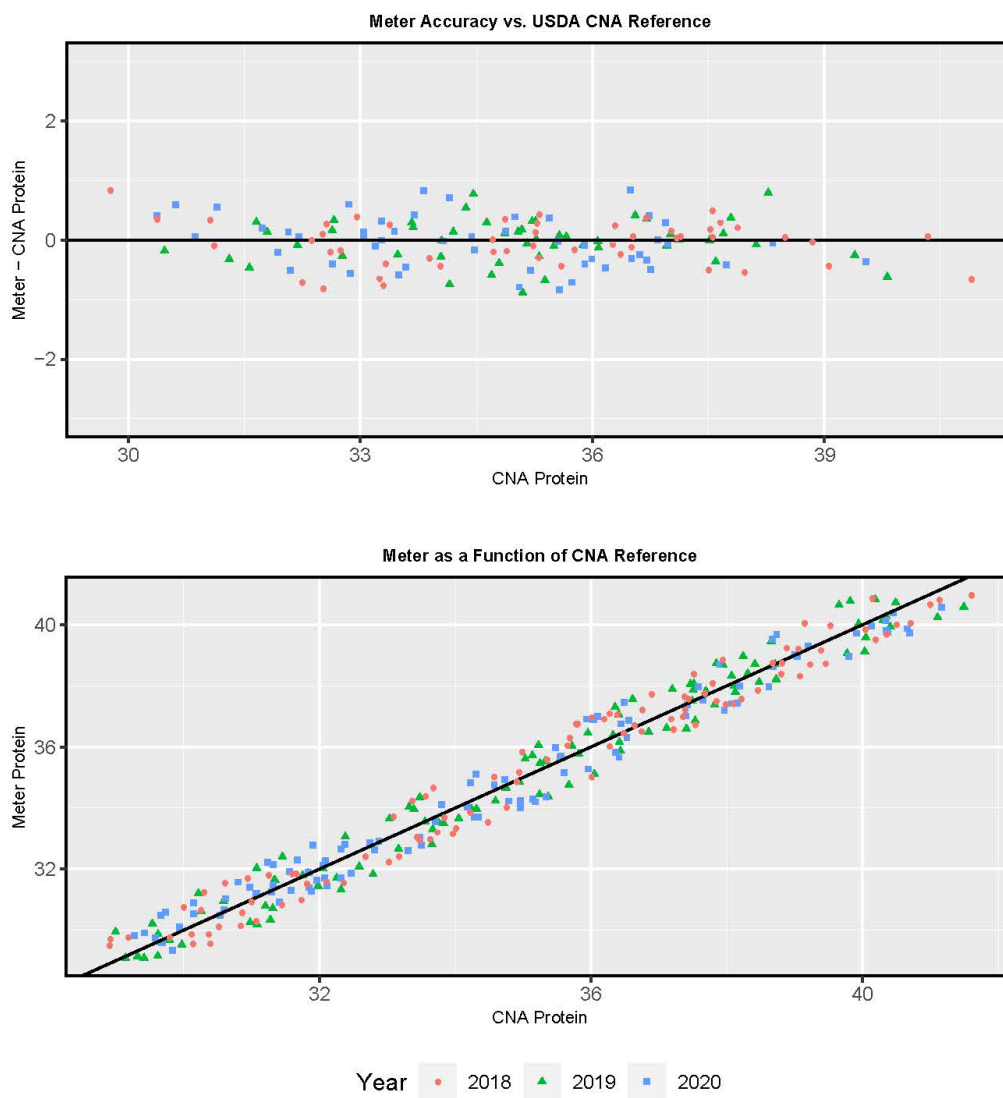 Meter Accuracy vs. USDA CNA Reference
Meter − CNA Protein
2
0
−2
30 33 36 39
CNA Protein
Meter as a Function of CNA Reference
Meter Protein
40
36
32
32 36 40
CNA Protein
Year 2018 2019 2020